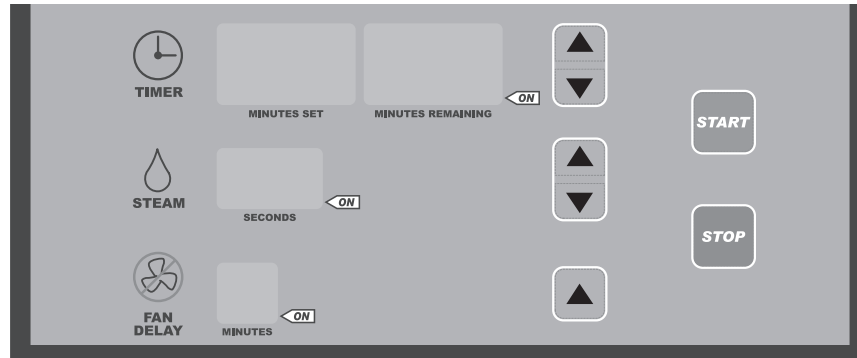 TIMER
MINUTES SET
MINUTES REMAINING
ON
START
STEAM
SECONDS
ON
STOP
FAN
DELAY
MINUTES
ON